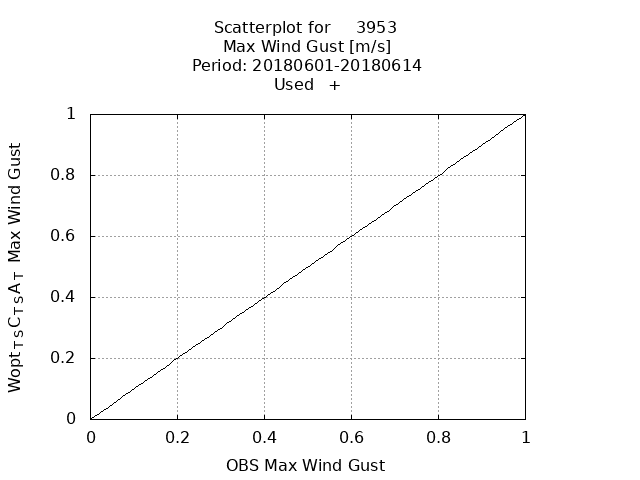 Scatterplot for 3953
Max Wind Gust [m/s]
Period: 20180601-20180614
Used +
1
0.8
0.6
0.4
0.2
0
Wopt_TSC_TSA_T Max Wind Gust
0 0.2 0.4 0.6 0.8 1
OBS Max Wind Gust